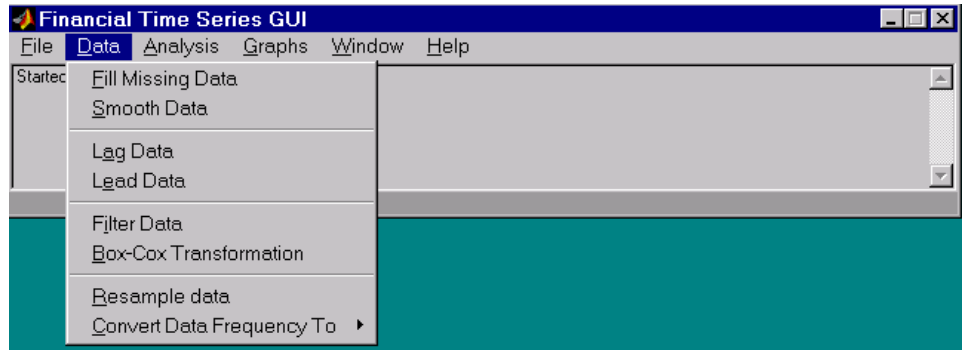 Financial Time Series GUI
File Data Analysis Graphs Window Help
Started
Fill Missing Data
Smooth Data
Lag Data
Lead Data
Filter Data
Box-Cox Transformation
Resample data
Convert Data Frequency To